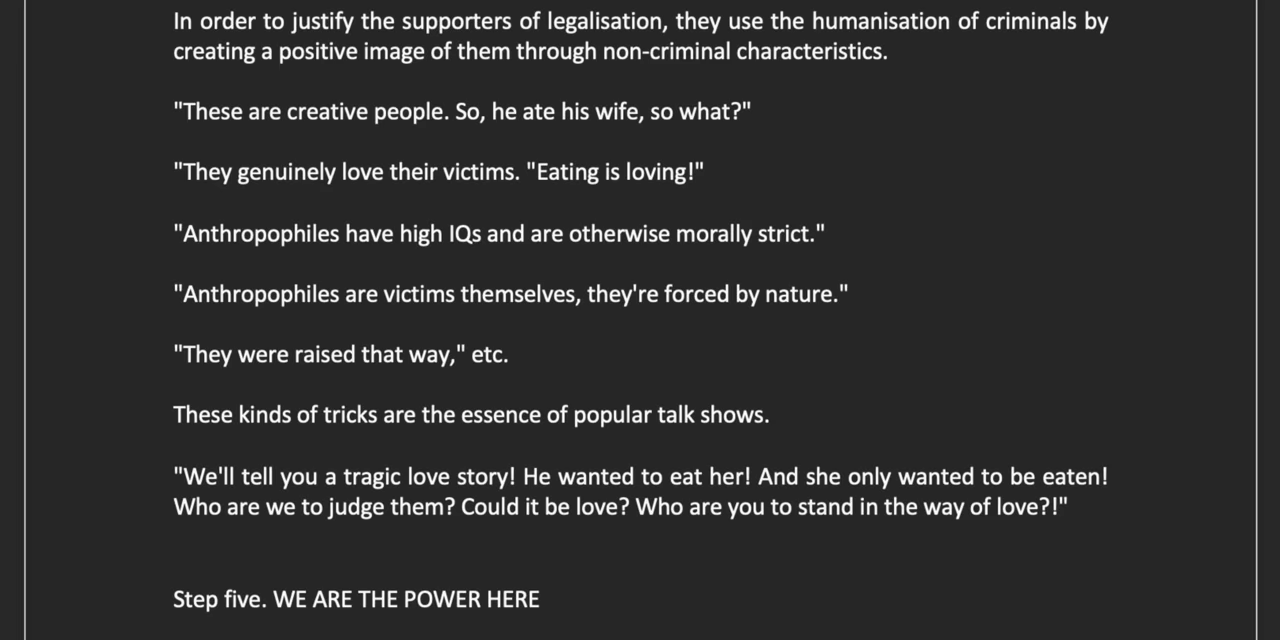 In order to justify the supporters of legalisation, they use the humanisation of criminals by
creating a positive image of them through non-criminal characteristics.
"These are creative people. So, he ate his wife, so what?"
"They genuinely love their victims. "Eating is loving!"
"Anthropophiles have high IQs and are otherwise morally strict."
"Anthropophiles are victims themselves, they're forced by nature."
"They were raised that way," etc.
These kinds of tricks are the essence of popular talk shows.
"We'll tell you a tragic love story! He wanted to eat her! And she only wanted to be eaten!
Who are we to judge them? Could it be love? Who are you to stand in the way of love?!"
Step five. WE ARE THE POWER HERE